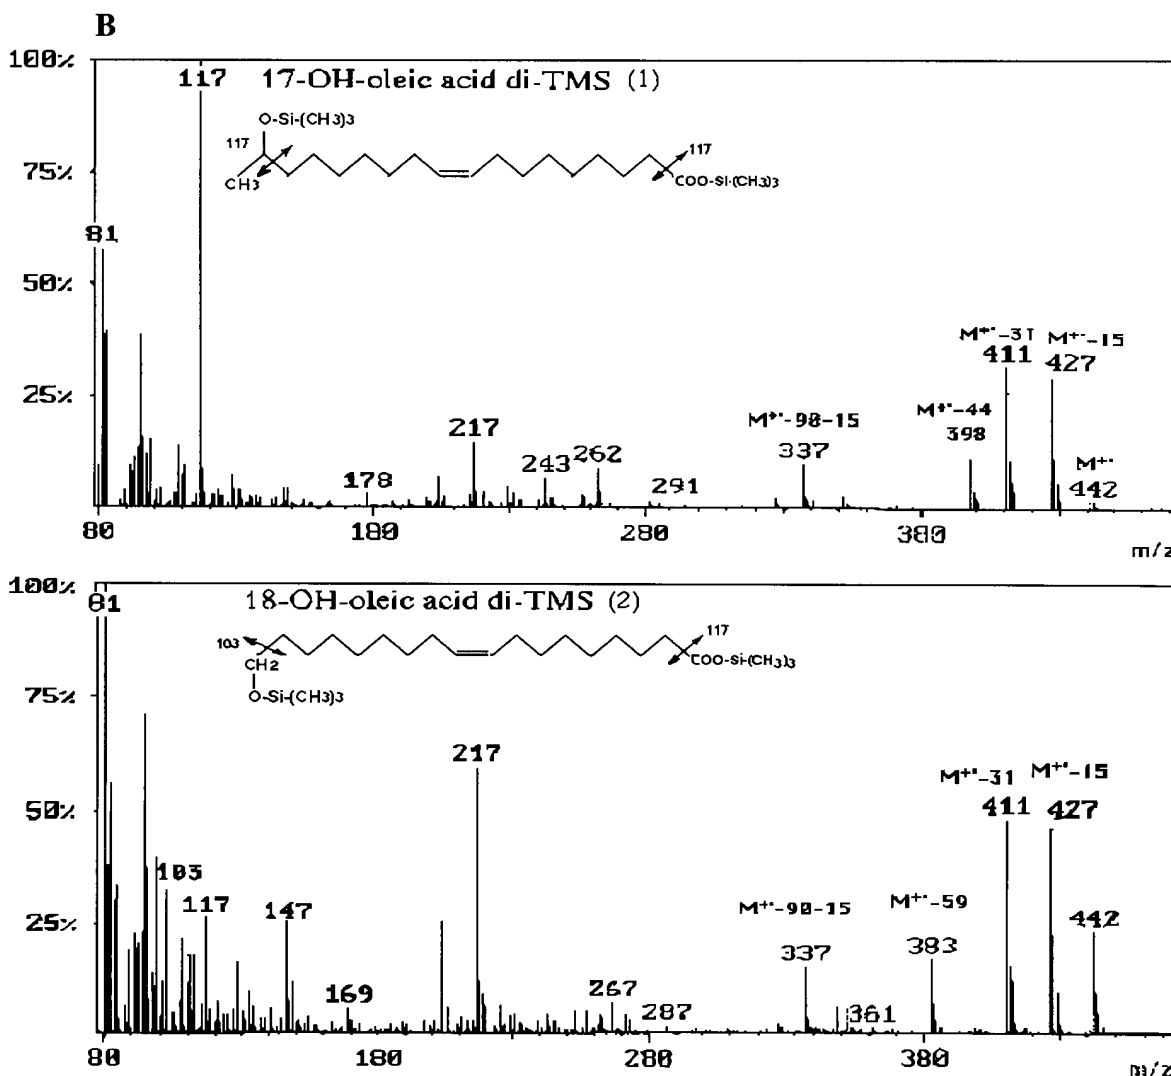 B
100%
117 17-OH-oleic acid di-TMS (1)
O-Si-(CH3)3
117
117
75%
CH3
COO-Si-(CH3)3
81
50%
M+·-31 M+·-15
411 427
25%
M+·-90-15
M+·-44
217
337
398
262
243
M+·
178
291
442
80 180 280 380
m/z
100%
81
18-OH-oleic acid di-TMS (2)
103
117
CH2
COO-Si-(CH3)3
O-Si-(CH3)3
75%
217
M+·-31 M+·-15
50%
411 427
103
117
147
M+·-90-15
M+·-59
25%
337
383
442
169
267
287
361
80 180 280 380
m/z